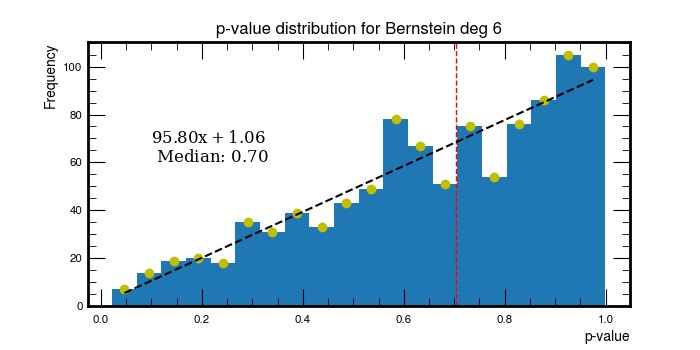 p-value distribution for Bernstein deg 6
Frequency
100
80
60
40
20
0
95.80x + 1.06
Median: 0.70
0.0 0.2 0.4 0.6 0.8 1.0
p-value